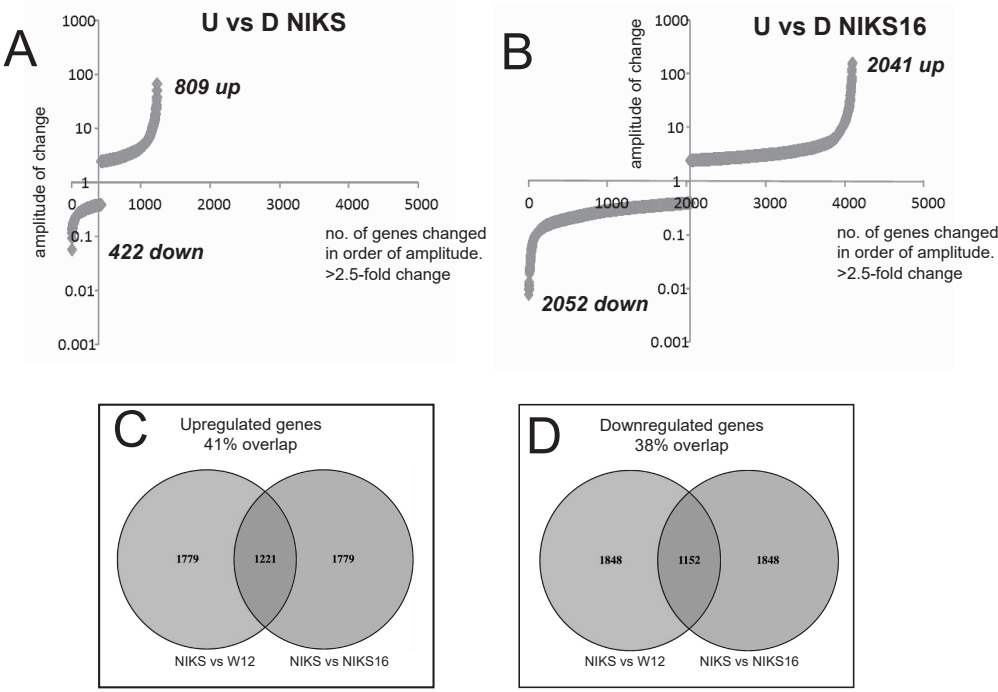 A
U vs D NIKS
amplitude of change
1000
100
10
1
0.1
0.01
0.001
0
1000
2000
3000
4000
5000
809 up
422 down
no. of genes changed
in order of amplitude.
>2.5-fold change
B
U vs D NIKS16
amplitude of change
1000
100
10
1
0.1
0.01
0.001
0
1000
2000
3000
4000
5000
2041 up
2052 down
no. of genes changed
in order of amplitude.
>2.5-fold change
C
Upregulated genes
41% overlap
1779
1221
1779
NIKS vs W12
NIKS vs NIKS16
D
Downregulated genes
38% overlap
1848
1152
1848
NIKS vs W12
NIKS vs NIKS16